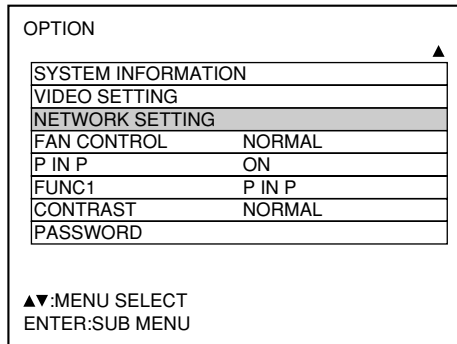 OPTION
▲
SYSTEM INFORMATION
VIDEO SETTING
NETWORK SETTING
FAN CONTROL NORMAL
P IN P ON
FUNC1 P IN P
CONTRAST NORMAL
PASSWORD
▲▼:MENU SELECT
ENTER:SUB MENU